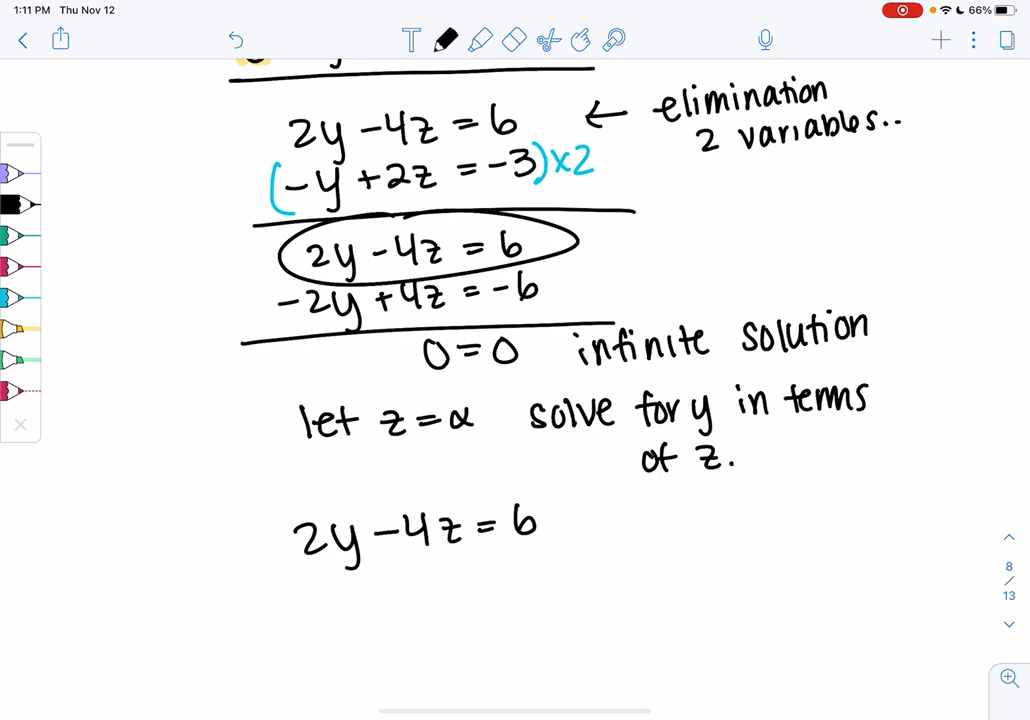 1:11 PM Thu Nov 12
66%
T
2y - 4z = 6 ← elimination
2 variables..
(-y + 2z = -3) x2
2y - 4z = 6
-2y + 4z = -6
0 = 0 infinite solution
let z = α solve for y in terms
of z.
2y - 4z = 6
8
/
13